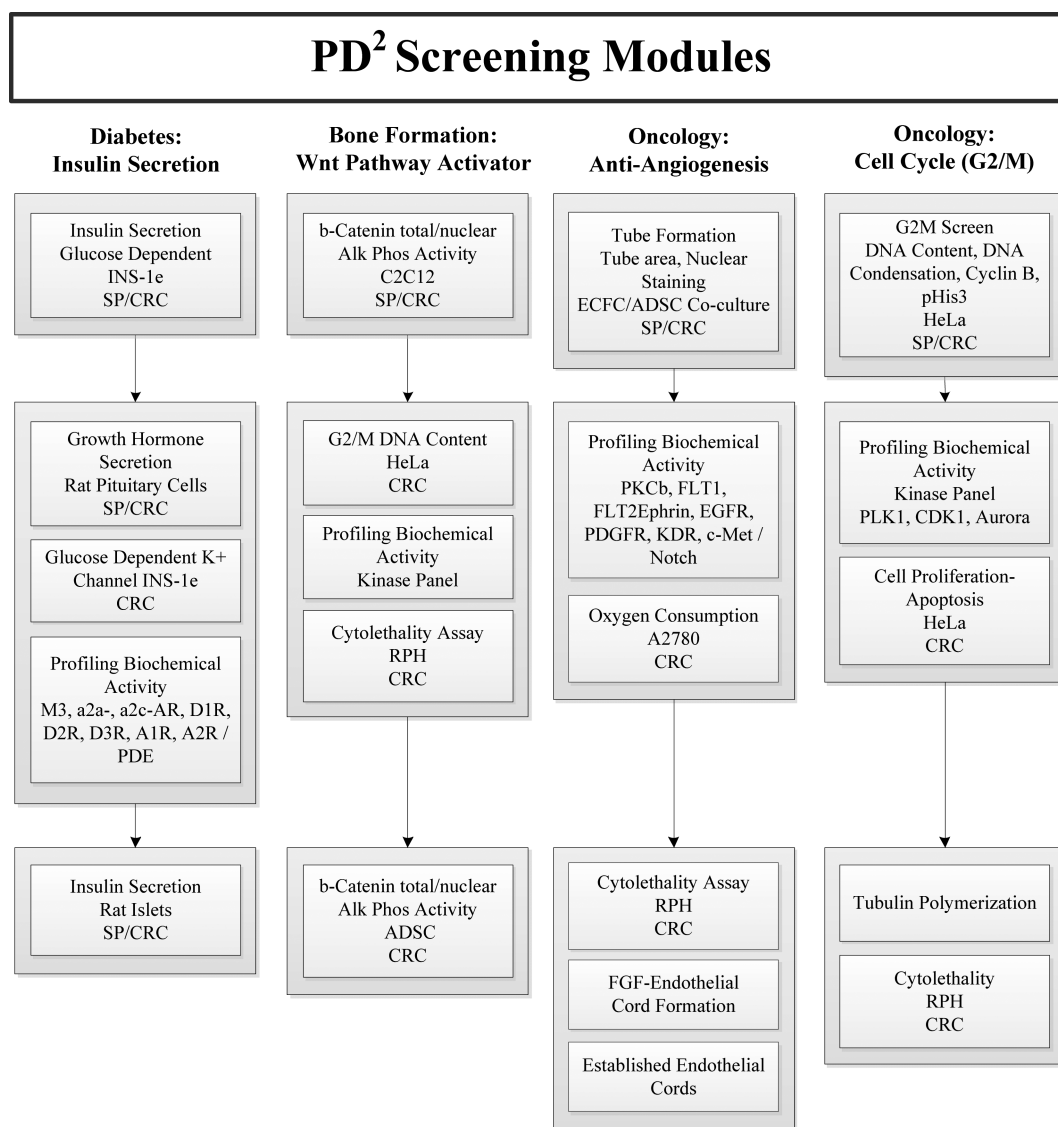 PD² Screening Modules
Diabetes:
Insulin Secretion
Insulin Secretion
Glucose Dependent
INS-1e
SP/CRC
Growth Hormone
Secretion
Rat Pituitary Cells
SP/CRC
Glucose Dependent K+
Channel INS-1e
CRC
Profiling Biochemical
Activity
M3, a2a-, a2c-AR, D1R,
D2R, D3R, A1R, A2R /
PDE
Insulin Secretion
Rat Islets
SP/CRC
Bone Formation:
Wnt Pathway Activator
b-Catenin total/nuclear
Alk Phos Activity
C2C12
SP/CRC
G2/M DNA Content
HeLa
CRC
Profiling Biochemical
Activity
Kinase Panel
Cytolethality Assay
RPH
CRC
b-Catenin total/nuclear
Alk Phos Activity
ADSC
CRC
Oncology:
Anti-Angiogenesis
Tube Formation
Tube area, Nuclear
Staining
ECFC/ADSC Co-culture
SP/CRC
Profiling Biochemical
Activity
PKCb, FLT1,
FLT2Ephrin, EGFR,
PDGFR, KDR, c-Met /
Notch
Oxygen Consumption
A2780
CRC
Cytolethality Assay
RPH
CRC
FGF-Endothelial
Cord Formation
Established Endothelial
Cords
Oncology:
Cell Cycle (G2/M)
G2M Screen
DNA Content, DNA
Condensation, Cyclin B,
pHis3
HeLa
SP/CRC
Profiling Biochemical
Activity
Kinase Panel
PLK1, CDK1, Aurora
Cell Proliferation-
Apoptosis
HeLa
CRC
Tubulin Polymerization
Cytolethality
RPH
CRC